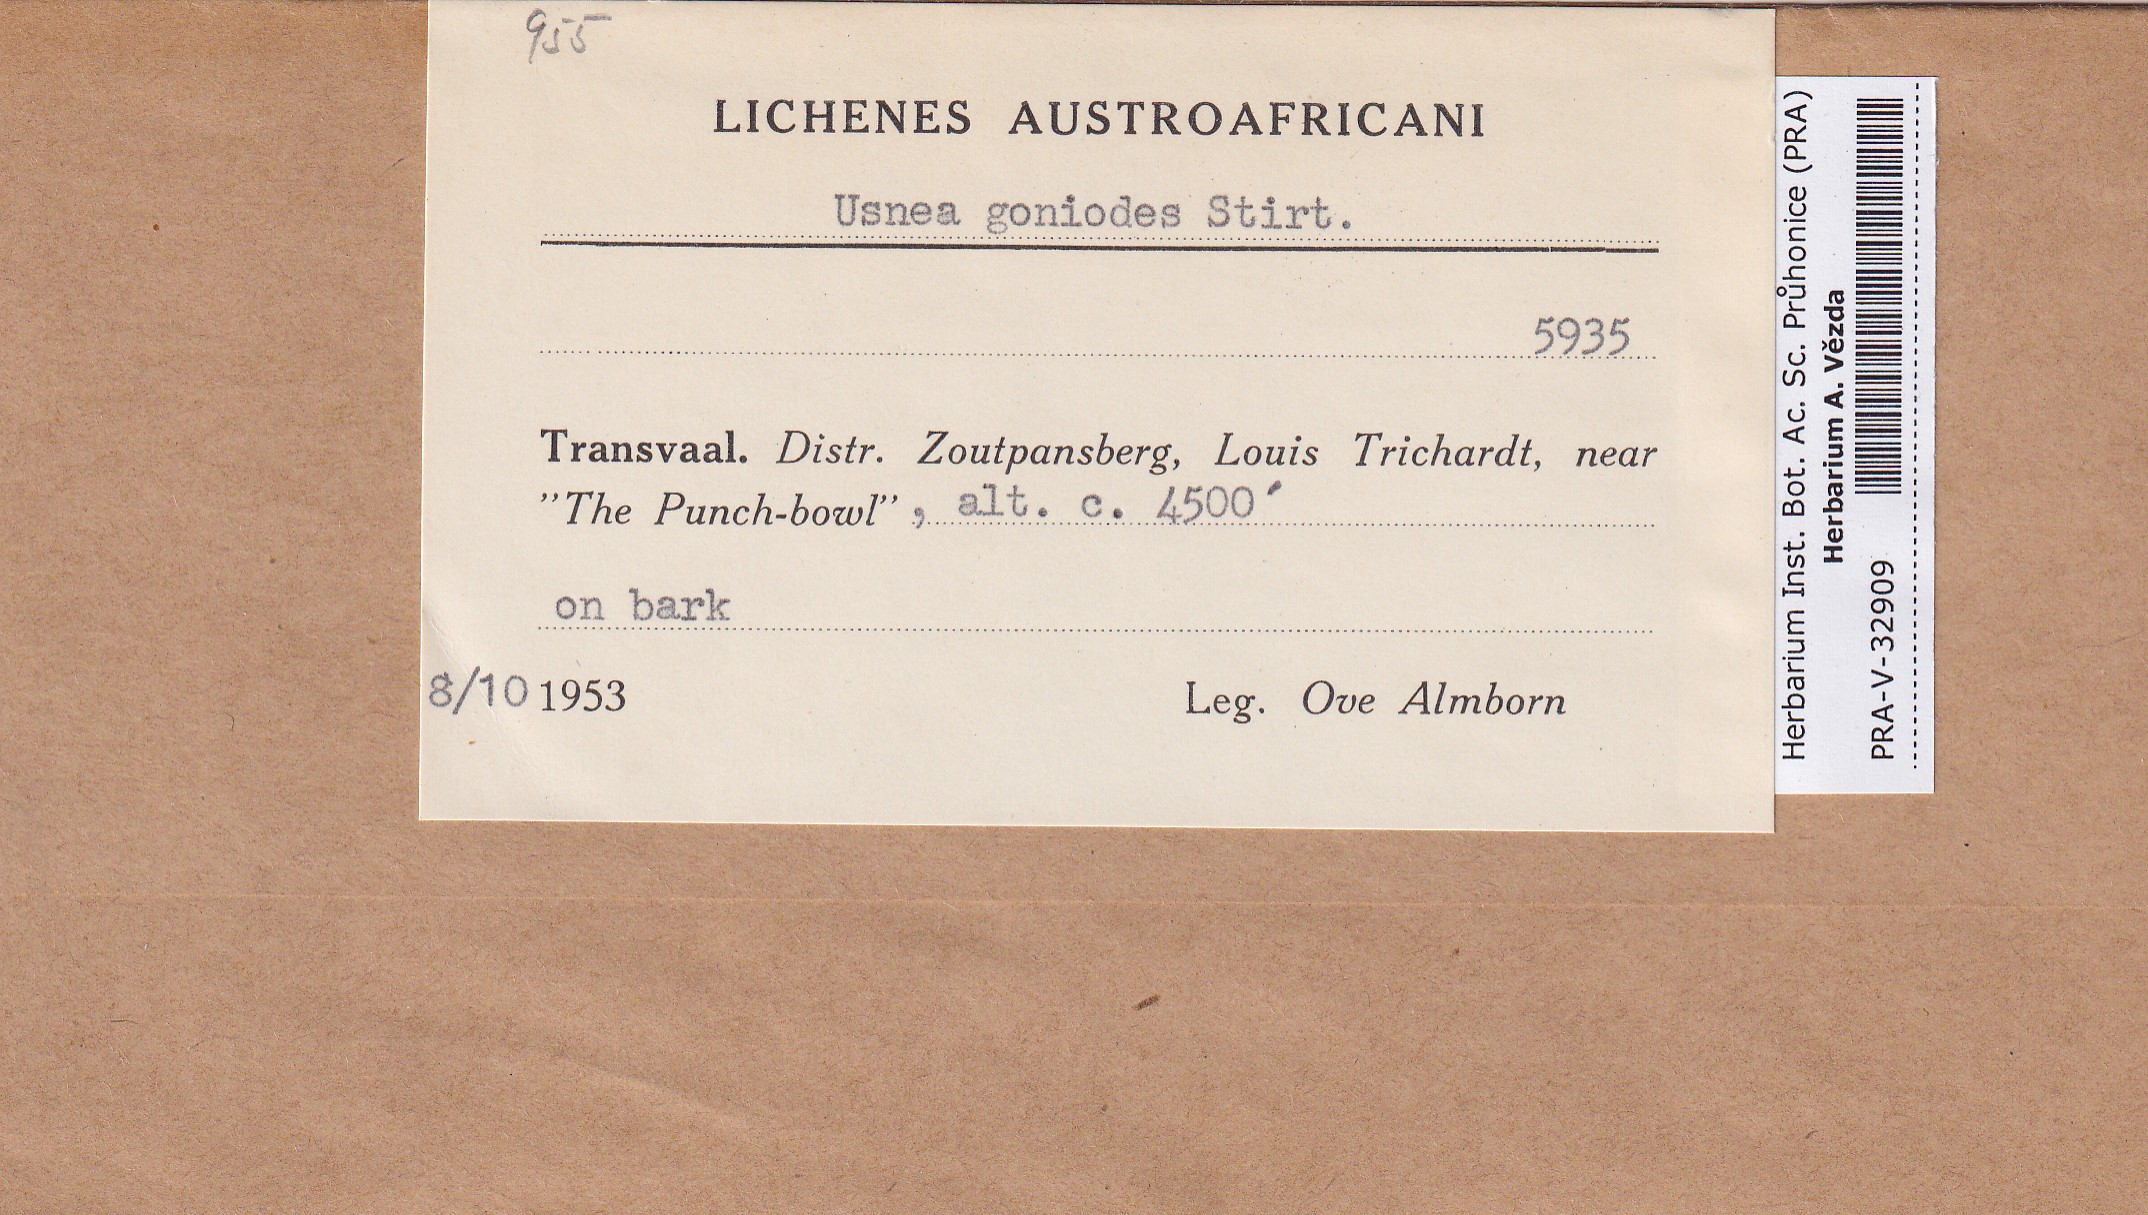 955
LICHENES AUSTROAFRICANI
Usnea goniodes Stirt.
5935
Transvaal. Distr. Zoutpansberg, Louis Trichardt, near
"The Punch-bowl", alt. c. 4500´
on bark
8/10 1953 Leg. Ove Almborn
Herbarium Inst. Bot. Ac. Sc. Průhonice (PRA)
Herbarium A. Vězda
PRA-V-32909